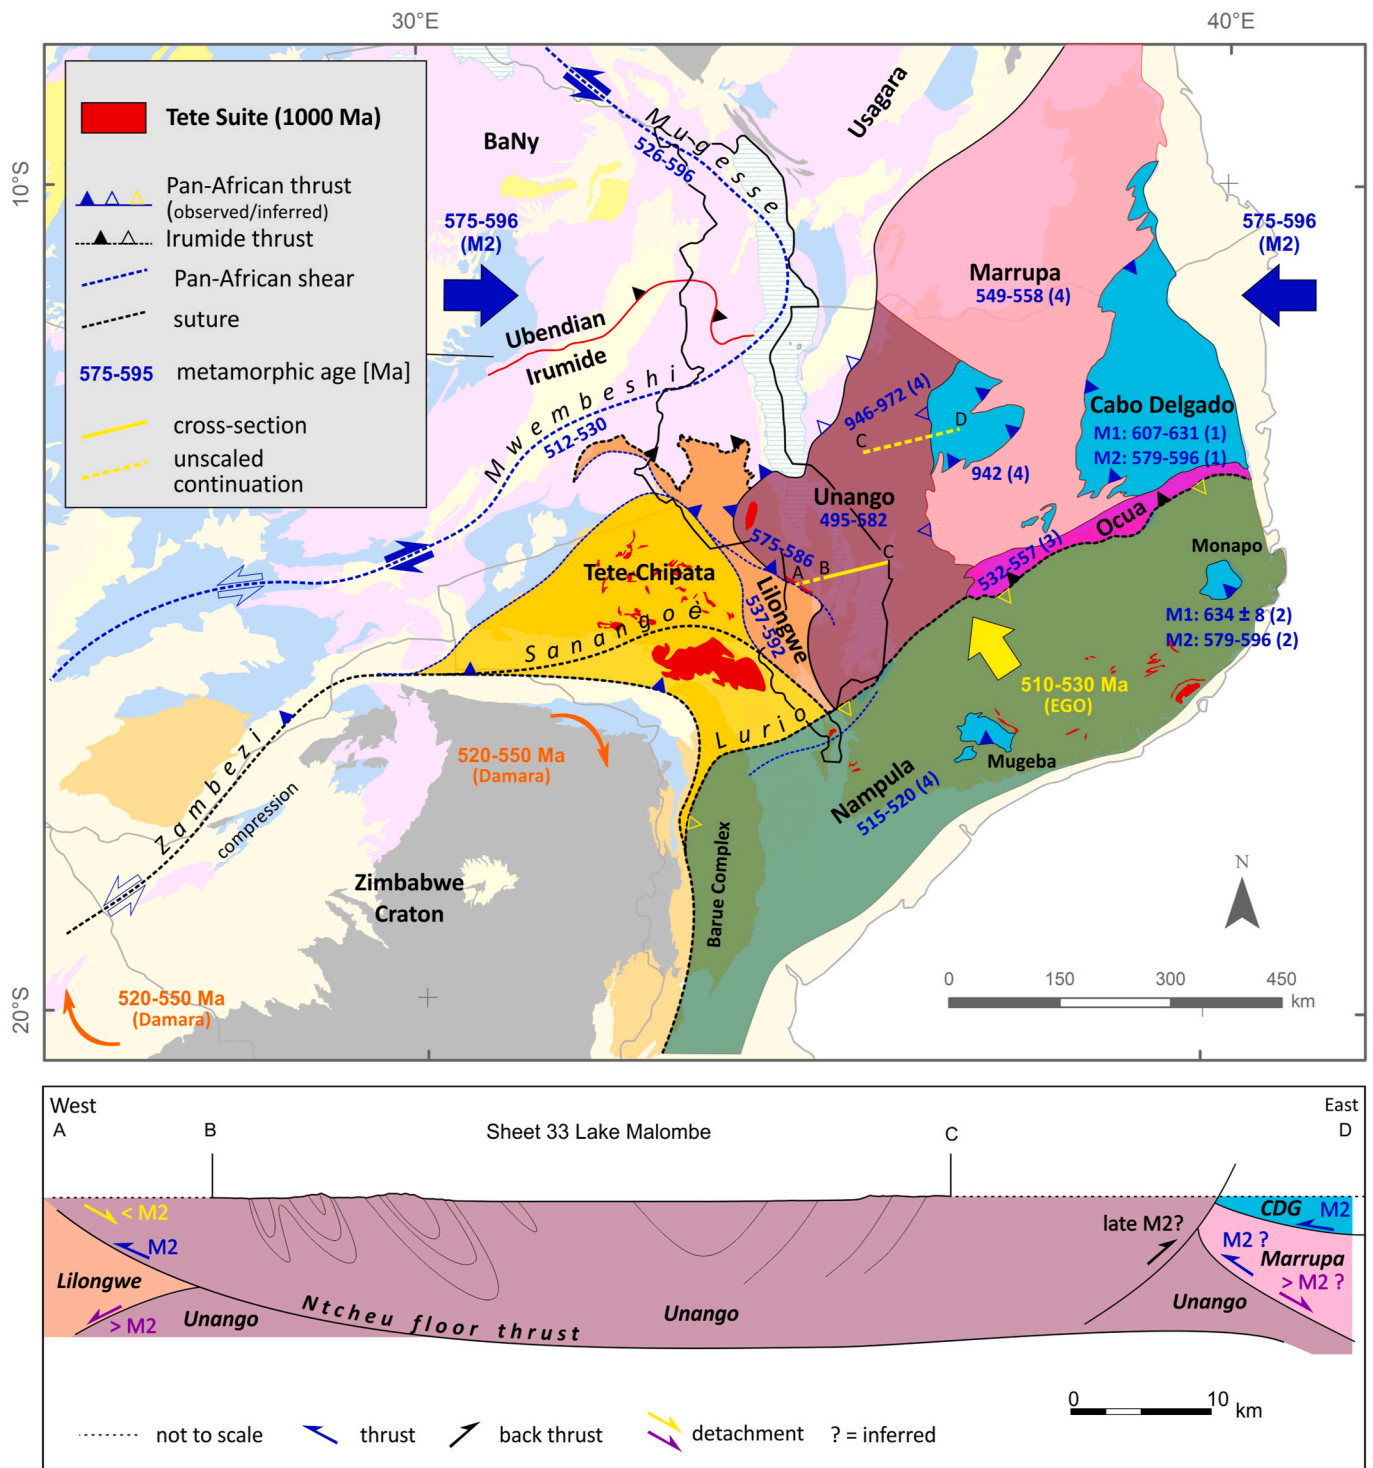 30°E
40°E
10°S
20°S
Tete Suite (1000 Ma)
Pan-African thrust
(observed/inferred)
Irumide thrust
Pan-African shear
suture
575-595 metamorphic age [Ma]
cross-section
unscaled
continuation
BaNy
Usagara
Mugesse
526-596
575-596
(M2)
575-596
(M2)
Marrupa
549-558 (4)
Ubendian
Irumide
Mwembeshi
512-530
946-972 (4)
C
D
942 (4)
Cabo Delgado
M1: 607-631 (1)
M2: 579-596 (1)
Unango
495-582
575-586
A
B
C
Ocua
532-557 (3)
Monapo
M1: 634 ± 8 (2)
M2: 579-596 (2)
Tete-Chipata
Lilongwe
537-592
Sanangoè
510-530 Ma
(EGO)
Lurio
Zambezi
compression
520-550 Ma
(Damara)
Mugeba
Nampula
515-520 (4)
Barue Complex
Zimbabwe
Craton
N
520-550 Ma
(Damara)
0 150 300 450
km
West
East
A
B
Sheet 33 Lake Malombe
C
D
< M2
M2
Lilongwe
> M2
Unango
Ntcheu floor thrust
Unango
late M2?
CDG
M2
M2 ?
Marrupa
> M2 ?
Unango
0 10
km
not to scale
thrust
back thrust
detachment
? = inferred